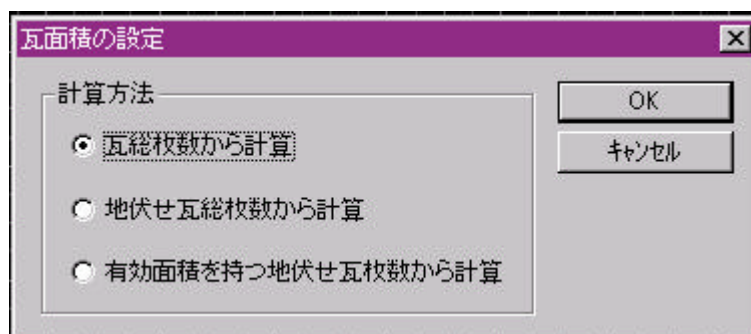 瓦面積の設定
計算方法
瓦総枚数から計算
地伏せ瓦総枚数から計算
有効面積を持つ地伏せ瓦枚数から計算
OK
キャンセル